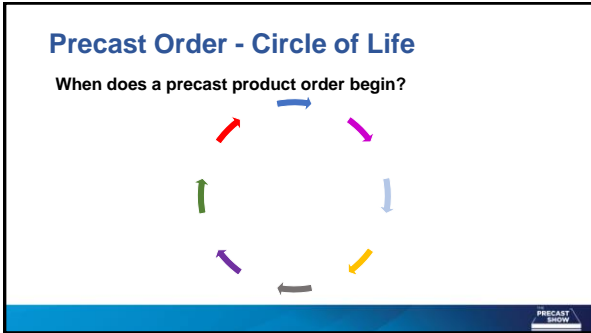 Precast Order - Circle of Life
When does a precast product order begin?
THE
PRECAST
SHOW